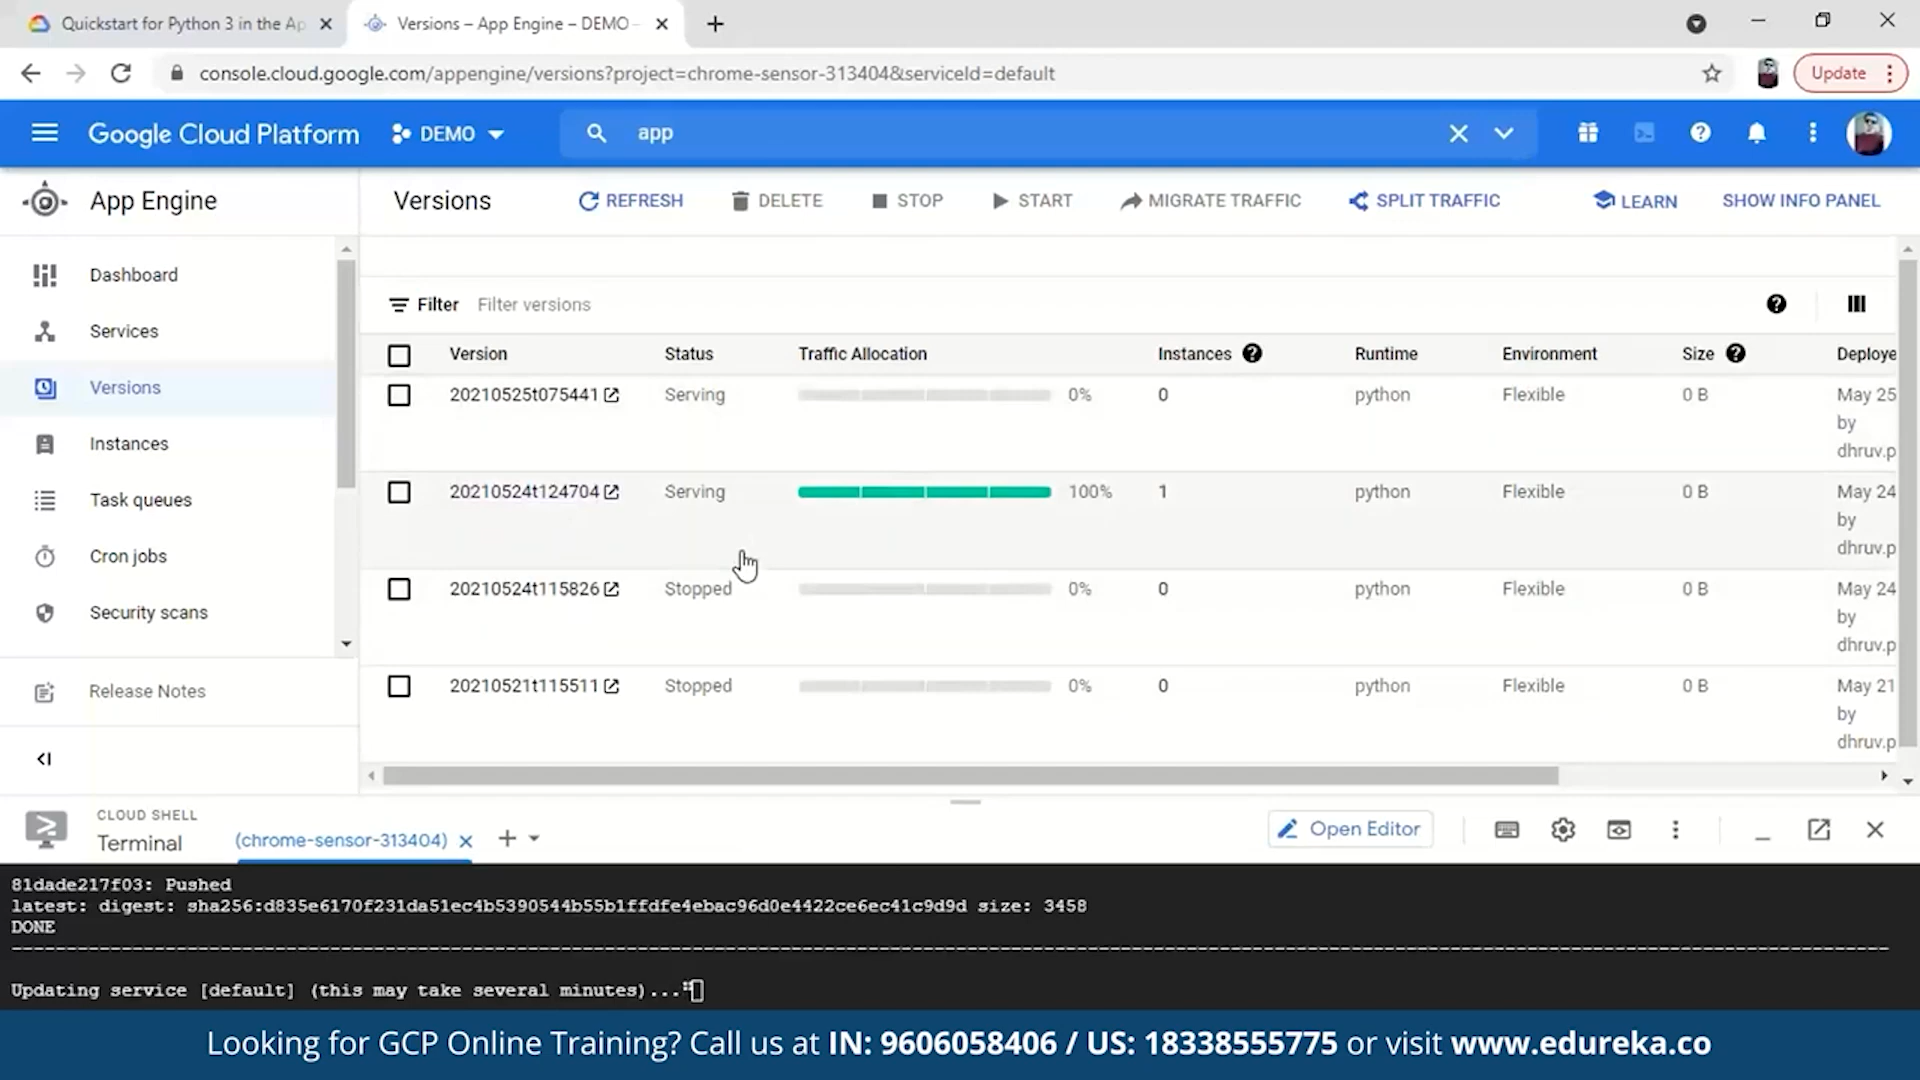 Quickstart for Python 3 in the Ap
Versions – App Engine – DEMO –
console.cloud.google.com/appengine/versions?project=chrome-sensor-313404&serviceId=default
Update
Google Cloud Platform
DEMO
app
App Engine
Versions
REFRESH
DELETE
STOP
START
MIGRATE TRAFFIC
SPLIT TRAFFIC
LEARN
SHOW INFO PANEL
Dashboard
Services
Versions
Instances
Task queues
Cron jobs
Security scans
Release Notes
Filter Filter versions
Version Status Traffic Allocation Instances Runtime Environment Size Deploye
20210525t075441 Serving 0% 0 python Flexible 0 B May 25
by
dhruv.p
20210524t124704 Serving 100% 1 python Flexible 0 B May 24
by
dhruv.p
20210524t115826 Stopped 0% 0 python Flexible 0 B May 24
by
dhruv.p
20210521t115511 Stopped 0% 0 python Flexible 0 B May 21
by
dhruv.p
CLOUD SHELL
Terminal
(chrome-sensor-313404)
Open Editor
81dade217f03: Pushed
latest: digest: sha256:d835e6170f231da51ec4b5390544b55b1ffdfe4ebac96d0e4422ce6ec41c9d9d size: 3458
DONE
Updating service [default] (this may take several minutes)...
Looking for GCP Online Training? Call us at IN: 9606058406 / US: 18338555775 or visit www.edureka.co